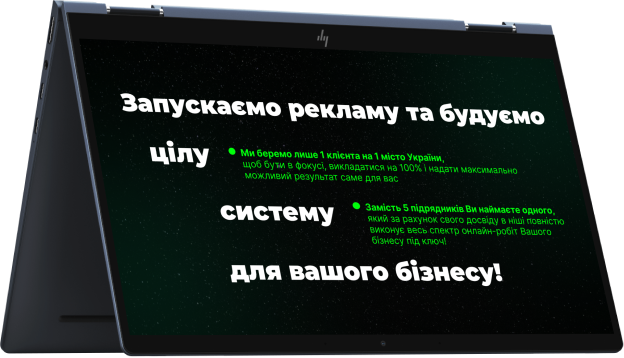 hp
Запускаємо рекламу та будуємо
цілу
Ми беремо лише 1 клієнта на 1 місто України,
щоб бути в фокусі, викладатися на 100% і надати максимально
можливий результат саме для вас
систему
Замість 5 підрядників Ви наймаєте одного,
який за рахунок свого досвіду в ніші повністю
виконує весь спектр онлайн-робіт Вашого
бізнесу під ключ!
для вашого бізнесу!